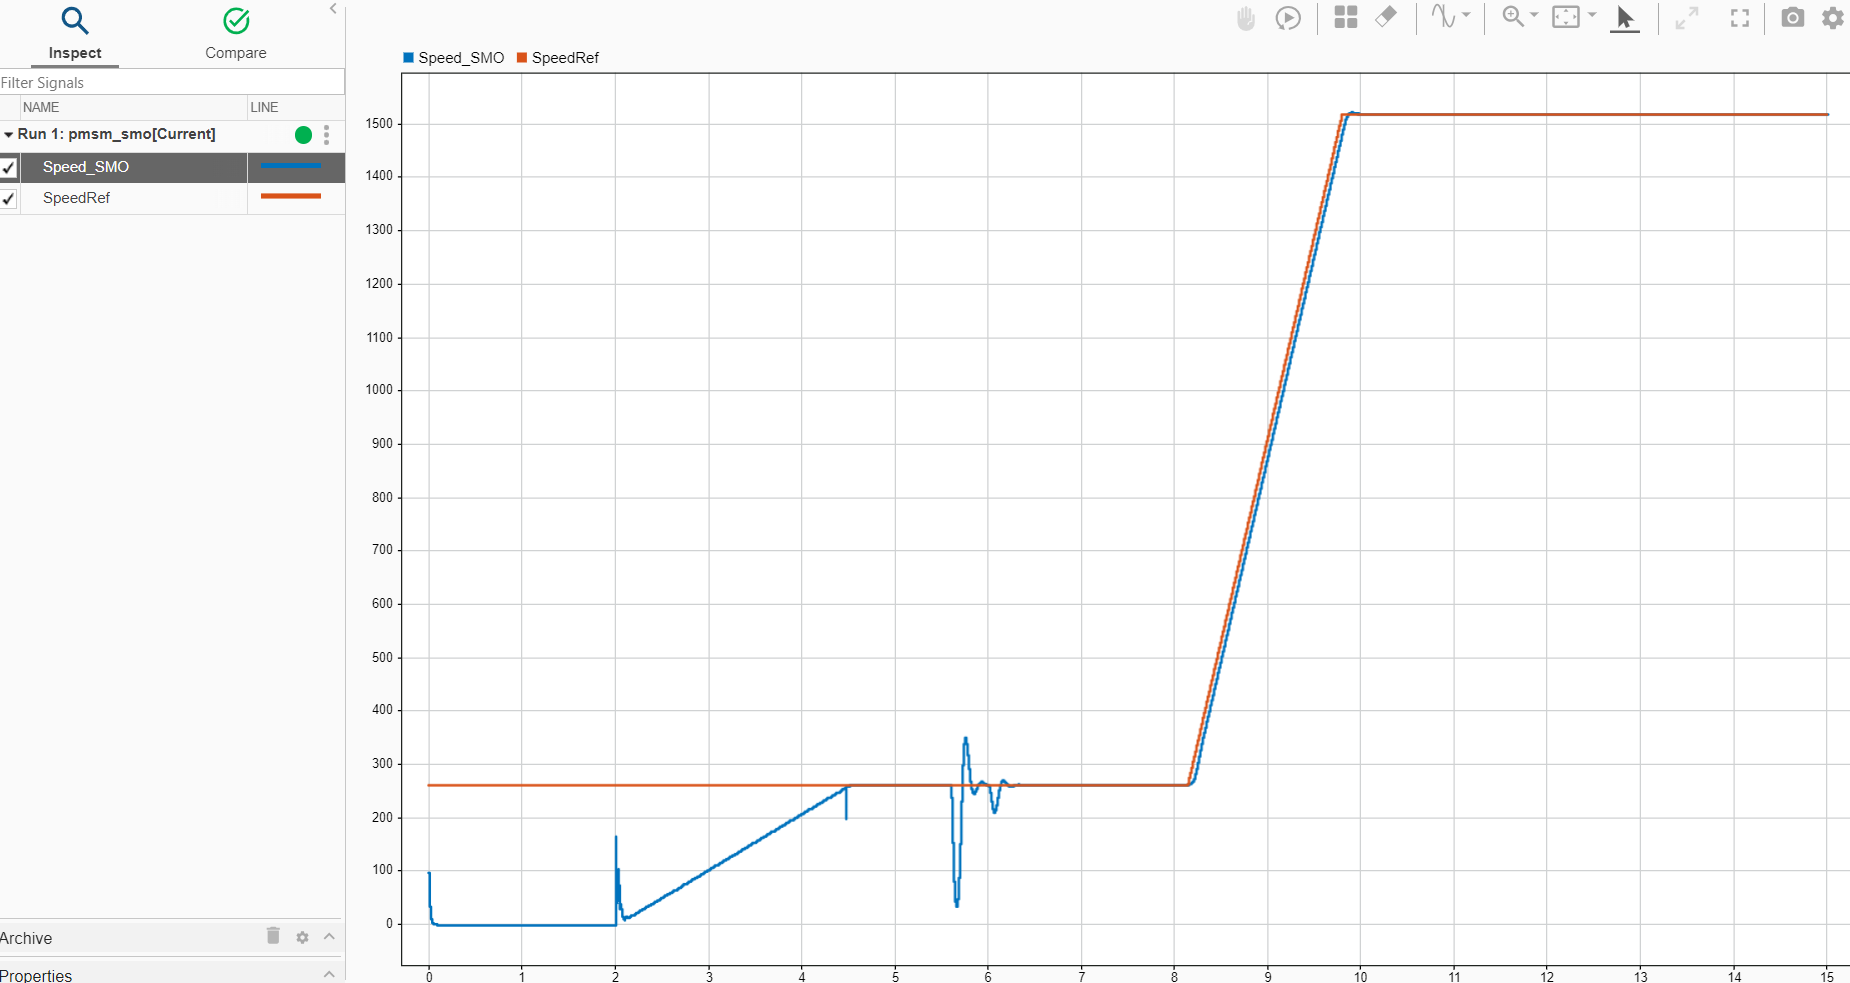 Inspect
Compare
Filter Signals
NAME LINE
Run 1: pmsm_smo[Current]
Speed_SMO
SpeedRef
Archive
Properties
Speed_SMO SpeedRef
1500
1400
1300
1200
1100
1000
900
800
700
600
500
400
300
200
100
0
0 1 2 3 4 5 6 7 8 9 10 11 12 13 14 15